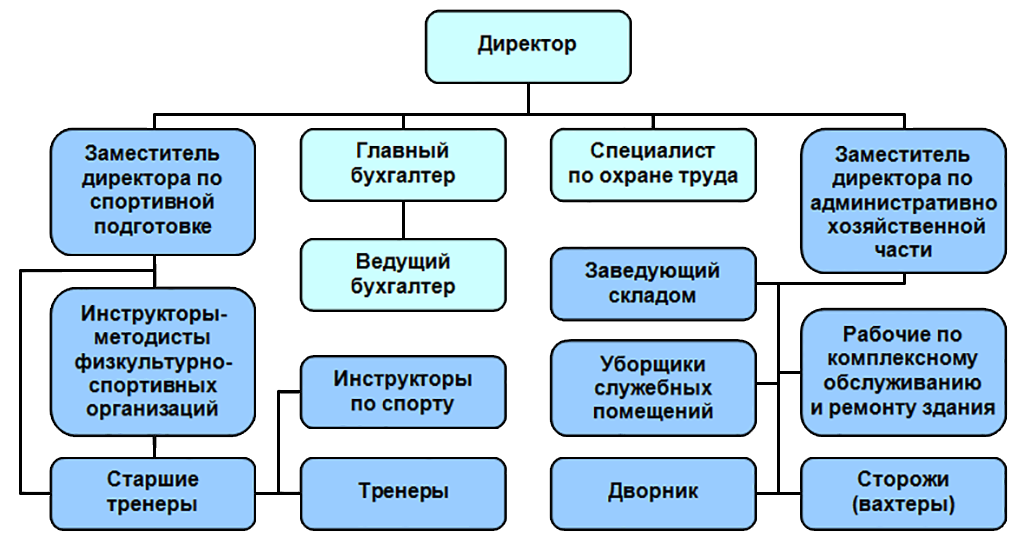 Директор
Заместитель
директора по
спортивной
подготовке
Главный
бухгалтер
Специалист
по охране труда
Заместитель
директора по
административно
хозяйственной
части
Ведущий
бухгалтер
Заведующий
складом
Инструкторы-
методисты
физкультурно-
спортивных
организаций
Инструкторы
по спорту
Уборщики
служебных
помещений
Рабочие по
комплексному
обслуживанию
и ремонту здания
Старшие
тренеры
Тренеры
Дворник
Сторожи
(вахтеры)